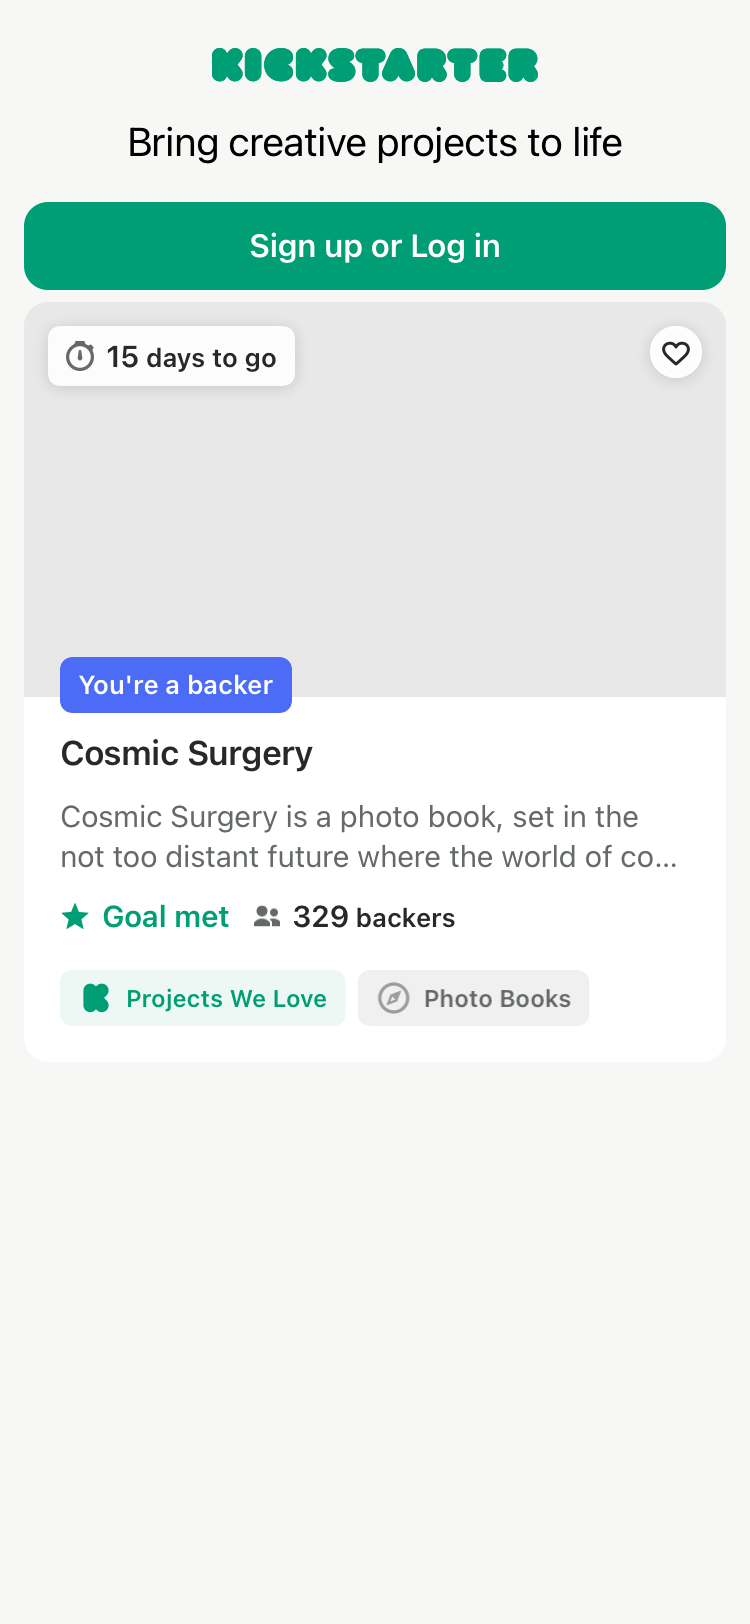 KICKSTARTER
Bring creative projects to life
Sign up or Log in
15 days to go
You're a backer
Cosmic Surgery
Cosmic Surgery is a photo book, set in the
not too distant future where the world of co...
Goal met 329 backers
Projects We Love Photo Books